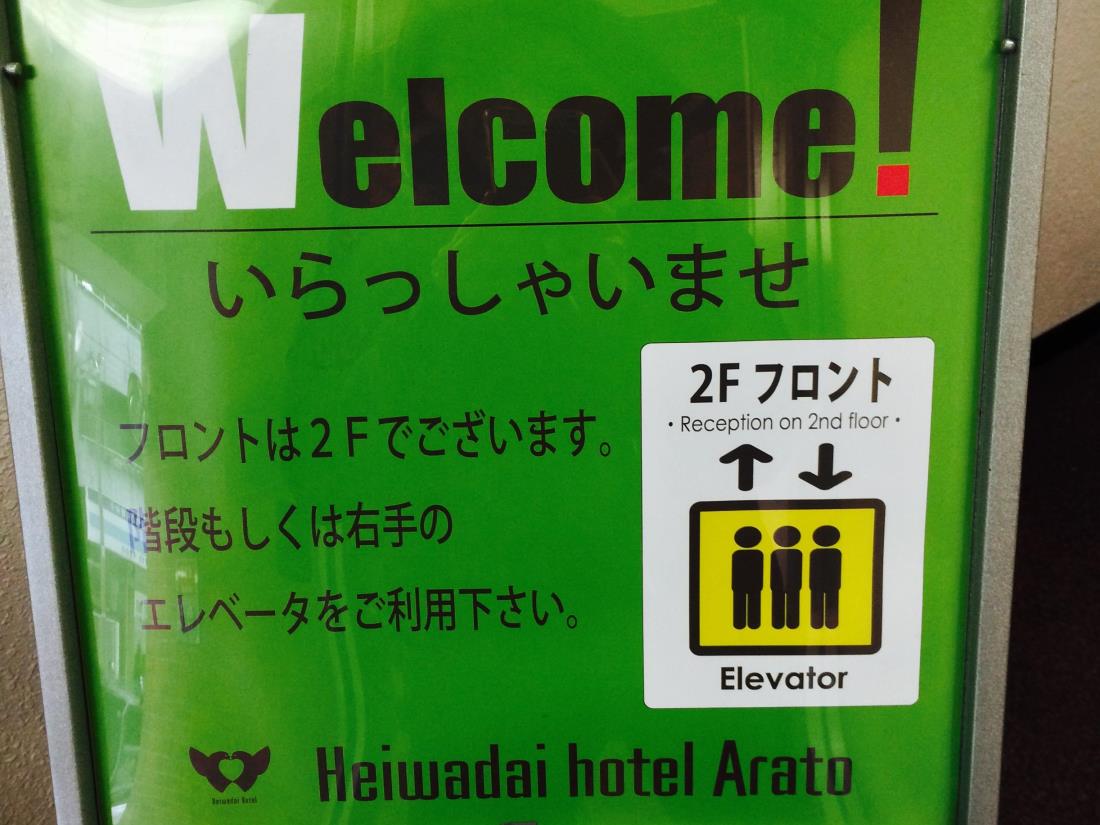 Welcome!
いらっしゃいませ
フロントは２Ｆでございます。
階段もしくは右手の
エレベータをご利用下さい。
2F フロント
・Reception on 2nd floor・
Elevator
Heiwadai Hotel
Heiwadai hotel Arato